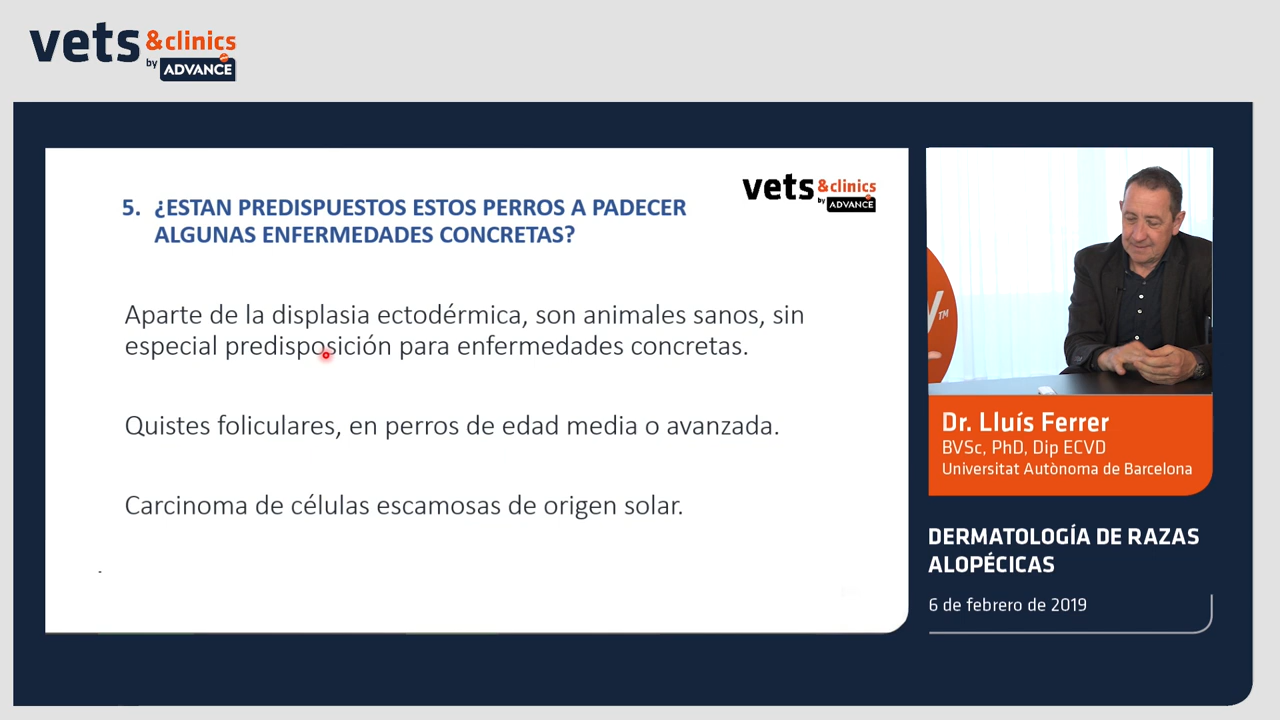 vets &clinics
by ADVANCE
vets &clinics
by ADVANCE
5. ¿ESTAN PREDISPUESTOS ESTOS PERROS A PADECER
ALGUNAS ENFERMEDADES CONCRETAS?
Aparte de la displasia ectodérmica, son animales sanos, sin
especial predisposición para enfermedades concretas.
Quistes foliculares, en perros de edad media o avanzada.
Carcinoma de células escamosas de origen solar.
-
TM
Dr. Lluís Ferrer
BVSc, PhD, Dip ECVD
Universitat Autònoma de Barcelona
DERMATOLOGÍA DE RAZAS
ALOPÉCICAS
6 de febrero de 2019